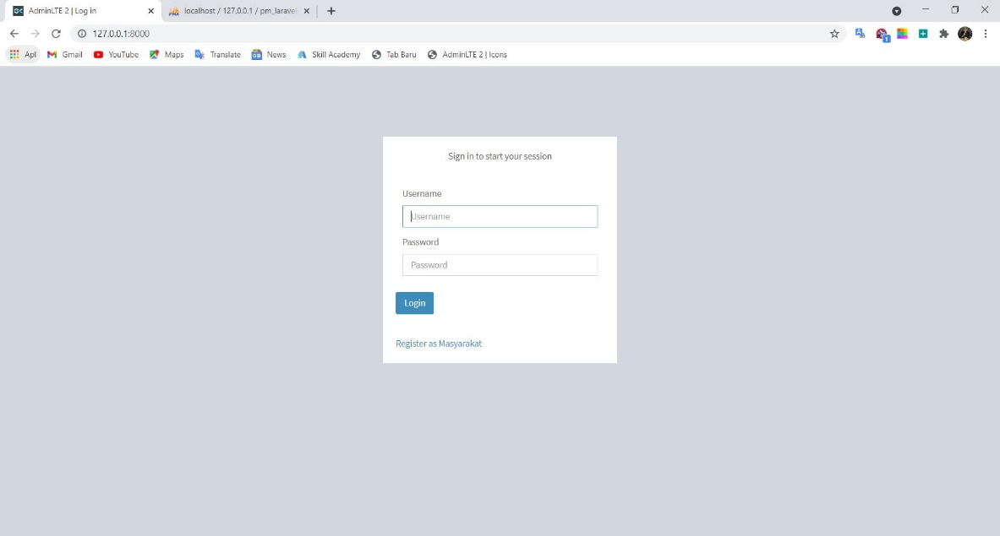 AdminLTE 2 | Log in
localhost / 127.0.0.1 / pm_laravel
127.0.0.1:8000
Apl Gmail YouTube Maps Translate News Skill Academy Tab Baru AdminLTE 2 | Icons
Sign in to start your session
Username
Username
Password
Password
Login
Register as Masyarakat